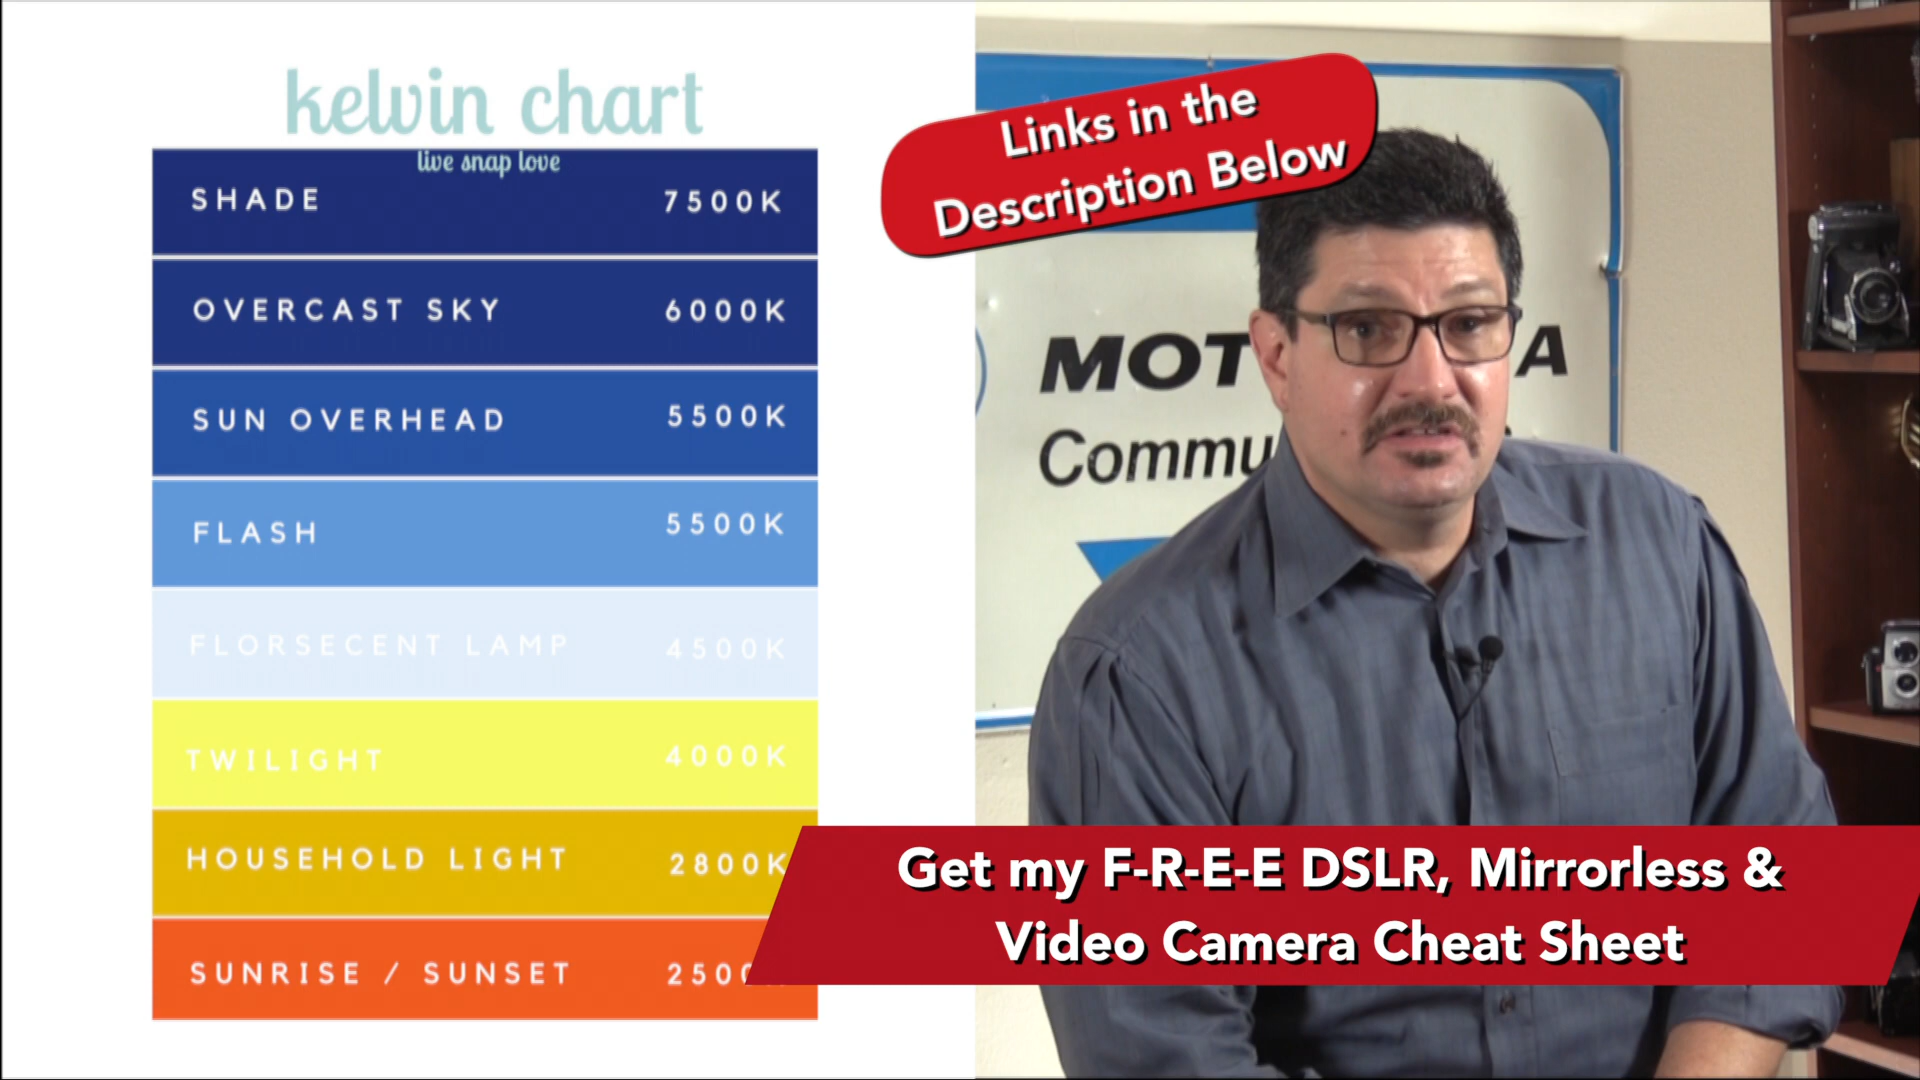 kelvin chart
live snap love
SHADE 7500K
OVERCAST SKY 6000K
SUN OVERHEAD 5500K
FLASH 5500K
FLORSECENT LAMP 4500K
TWILIGHT 4000K
HOUSEHOLD LIGHT 2800K
SUNRISE / SUNSET 250
Links in the
Description Below
MOT A
Commu
Get my F-R-E-E DSLR, Mirrorless &
Video Camera Cheat Sheet